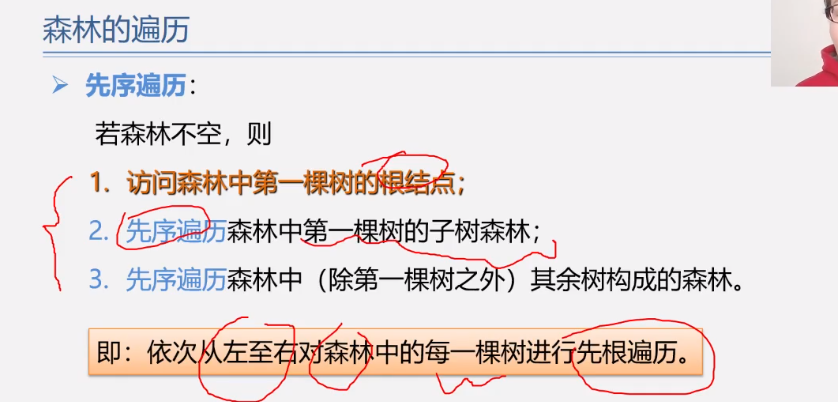 森林的遍历
先序遍历：
若森林不空，则
1. 访问森林中第一棵树的根结点；
2. 先序遍历森林中第一棵树的子树森林；
3. 先序遍历森林中（除第一棵树之外）其余树构成的森林。
即：依次从左至右对森林中的每一棵树进行先根遍历。